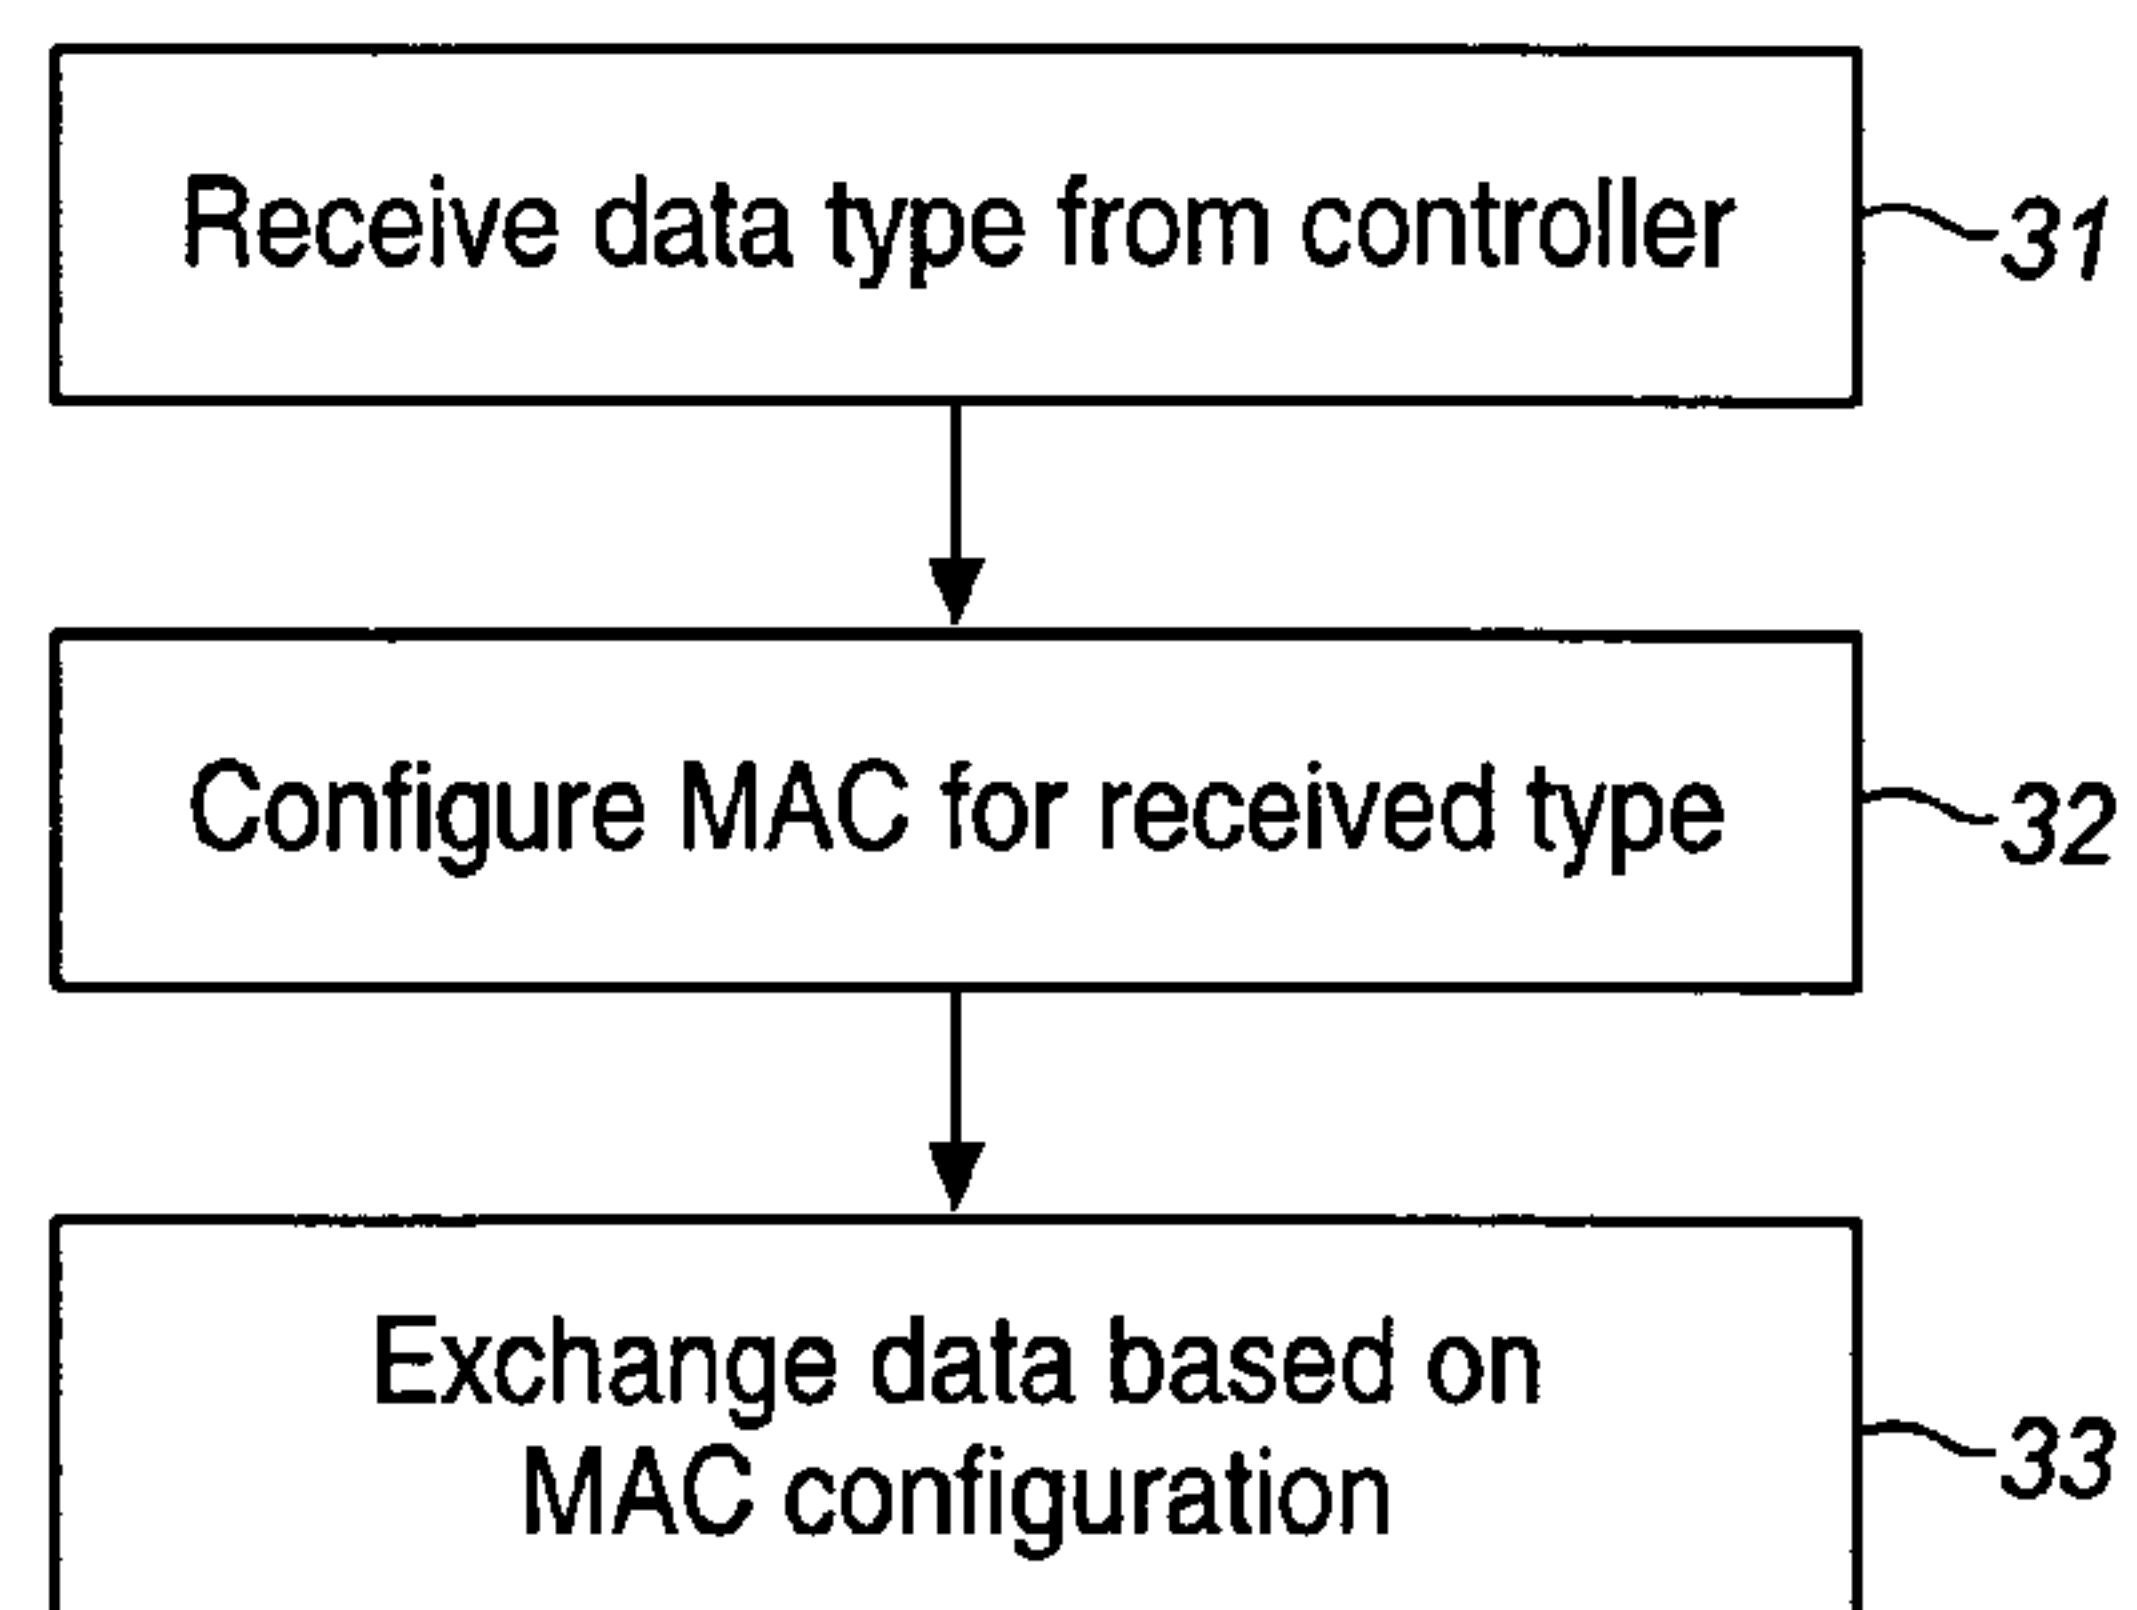 Receive data type from controller
31
Configure MAC for received type
32
Exchange data based on
MAC configuration
33